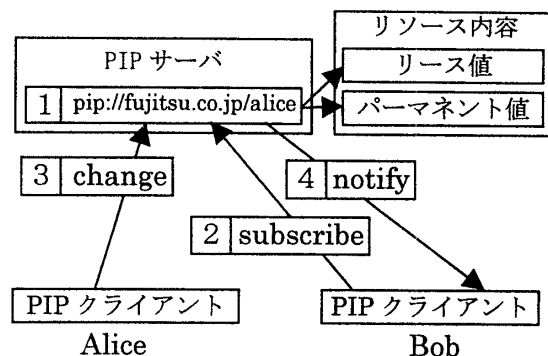 リソース内容
PIP サーバ
リース値
1 pip://fujitsu.co.jp/alice
パーマネント値
3 change
4 notify
2 subscribe
PIP クライアント
PIP クライアント
Alice
Bob